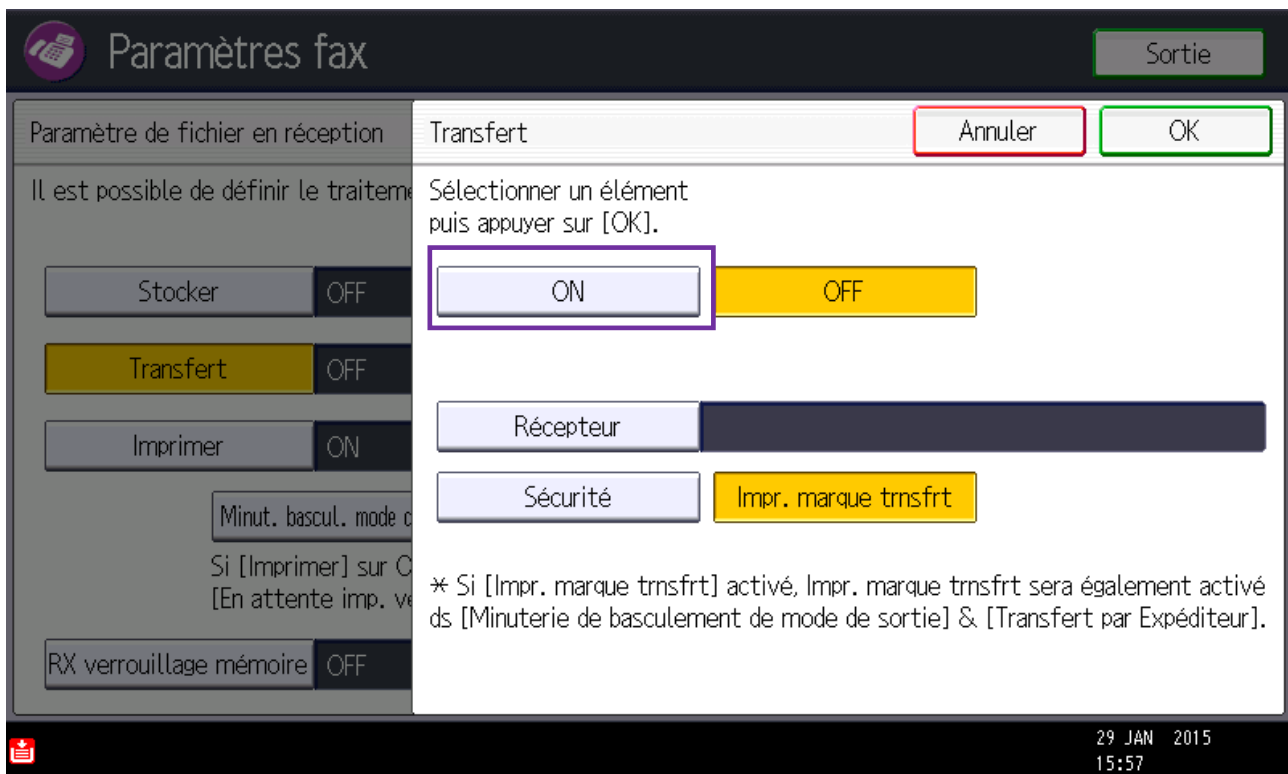 Paramètres fax
Sortie
Paramètre de fichier en réception
Il est possible de définir le traiteme
Stocker OFF
Transfert OFF
Imprimer ON
Minut. bascul. mode
Si [Imprimer] sur
[En attente imp.
RX verrouillage mémoire OFF
Transfert
Annuler
OK
Sélectionner un élément
puis appuyer sur [OK].
ON OFF
Récepteur
Sécurité Impr. marque trnsfrt
* Si [Impr. marque trnsfrt] activé, Impr. marque trnsfrt sera également activé
ds [Minuterie de basculement de mode de sortie] & [Transfert par Expéditeur].
29 JAN 2015
15:57